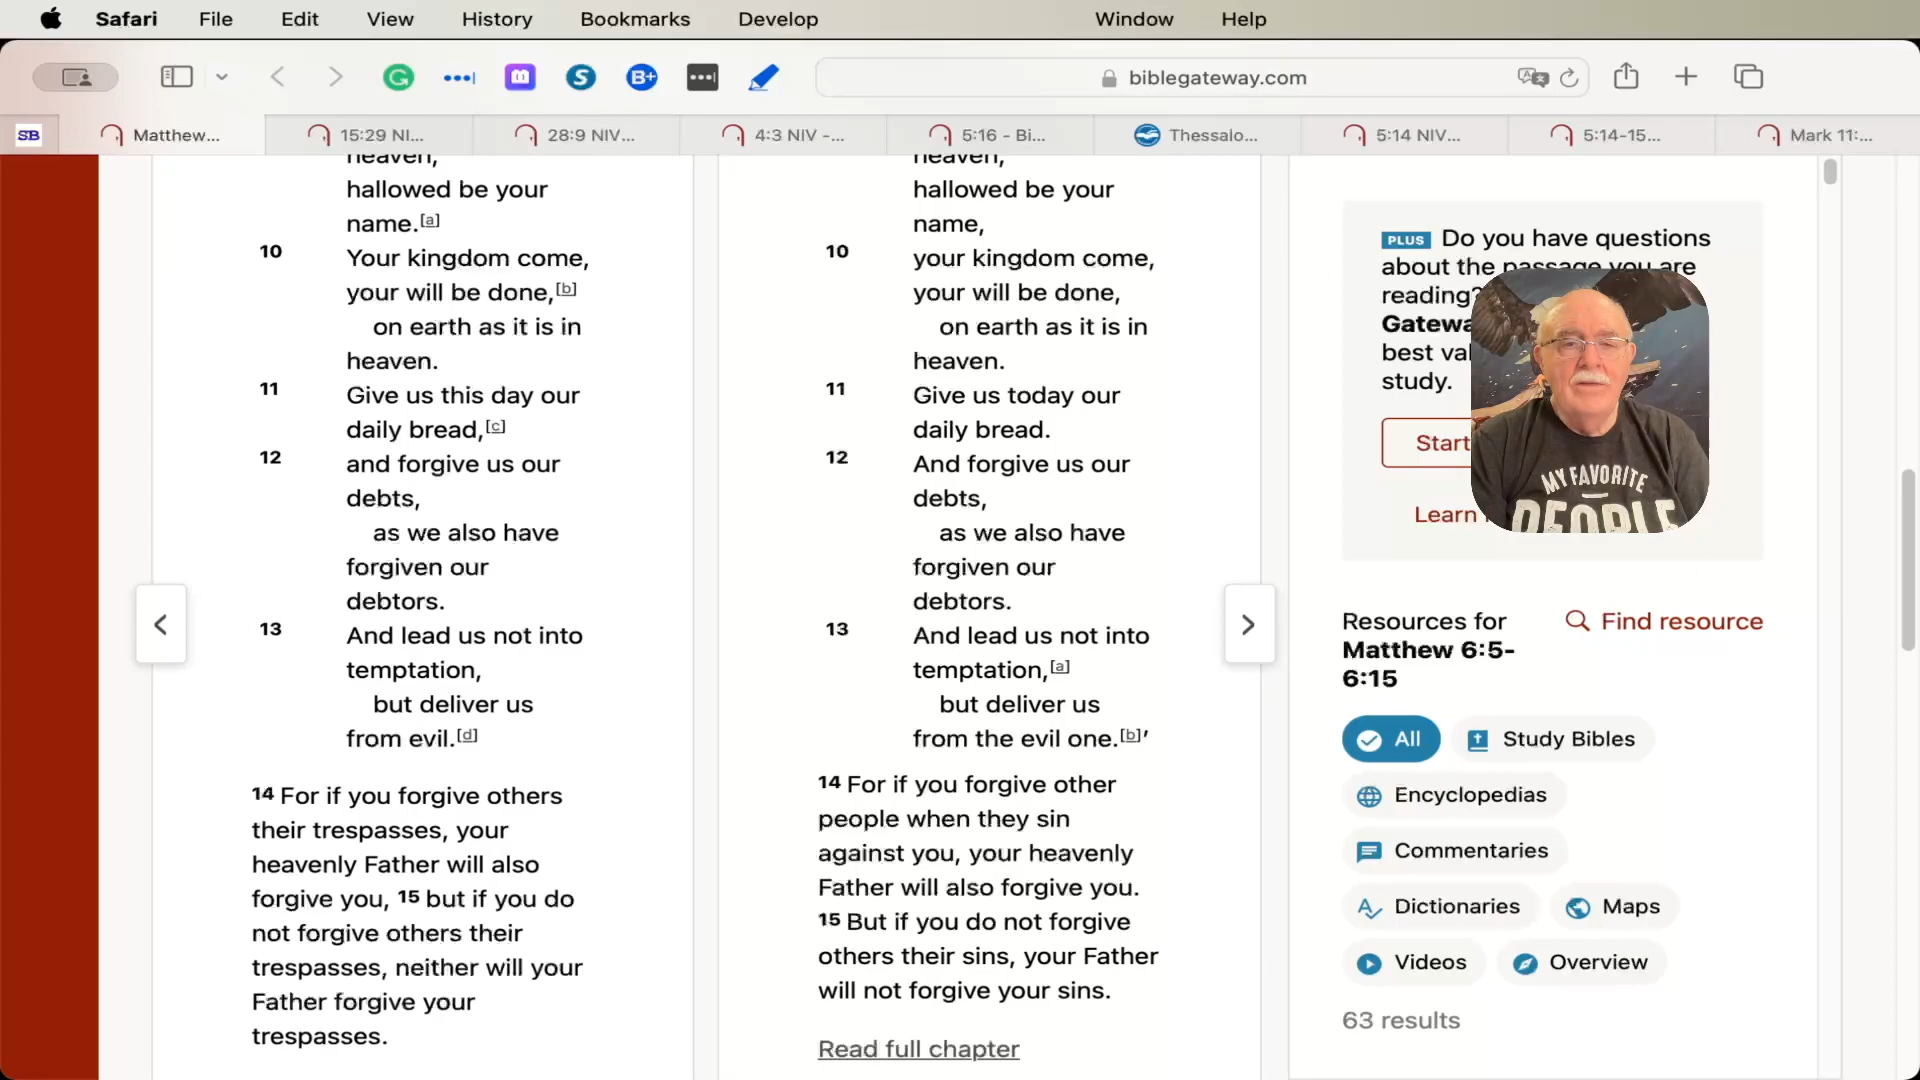 Safari File Edit View History Bookmarks Develop Window Help
biblegateway.com
SB Matthew... 15:29 NI... 28:9 NIV... 4:3 NIV -... 5:16 - Bi... Thessalo... 5:14 NIV... 5:14-15... Mark 11:...
heaven,
hallowed be your
name.[a]
10 Your kingdom come,
your will be done,[b]
on earth as it is in
heaven.
11 Give us this day our
daily bread,[c]
12 and forgive us our
debts,
as we also have
forgiven our
debtors.
13 And lead us not into
temptation,
but deliver us
from evil.[d]
14 For if you forgive others
their trespasses, your
heavenly Father will also
forgive you, 15 but if you do
not forgive others their
trespasses, neither will your
Father forgive your
trespasses.
heaven,
hallowed be your
name,
10 your kingdom come,
your will be done,
on earth as it is in
heaven.
11 Give us today our
daily bread.
12 And forgive us our
debts,
as we also have
forgiven our
debtors.
13 And lead us not into
temptation,[a]
but deliver us
from the evil one.[b]’
14 For if you forgive other
people when they sin
against you, your heavenly
Father will also forgive you.
15 But if you do not forgive
others their sins, your Father
will not forgive your sins.
Read full chapter
PLUS Do you have questions
about the passage you are
reading?
best
study.
Start
Learn
MY FAVORITE
PEOPLE
Resources for
Matthew 6:5-
6:15
Find resource
All Study Bibles
Encyclopedias
Commentaries
Dictionaries Maps
Videos Overview
63 results